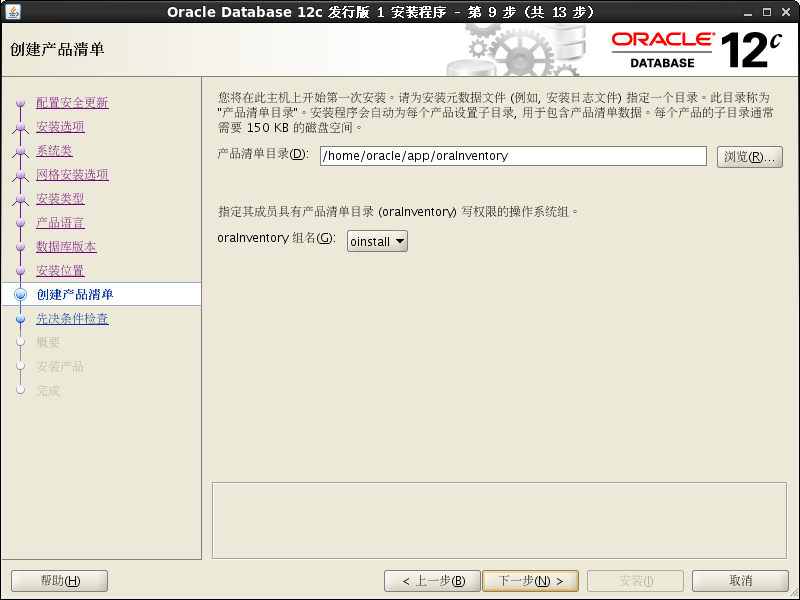 Oracle Database 12c 发行版 1 安装程序 - 第 9 步 (共 13 步)
创建产品清单
ORACLE
DATABASE
12c
配置安全更新
安装选项
系统类
网格安装选项
安装类型
产品语言
数据库版本
安装位置
创建产品清单
先决条件检查
概要
安装产品
完成
您将在此主机上开始第一次安装。请为安装元数据文件 (例如, 安装日志文件) 指定一个目录。此目录称为
"产品清单目录"。安装程序会自动为每个产品设置子目录, 用于包含产品清单数据。每个产品的子目录通常
需要 150 KB 的磁盘空间。
产品清单目录(D): /home/oracle/app/oraInventory 浏览(R)...
指定其成员具有产品清单目录 (oraInventory) 写权限的操作系统组。
oraInventory 组名(G): oinstall
帮助(H) < 上一步(B) 下一步(N) > 安装(I) 取消